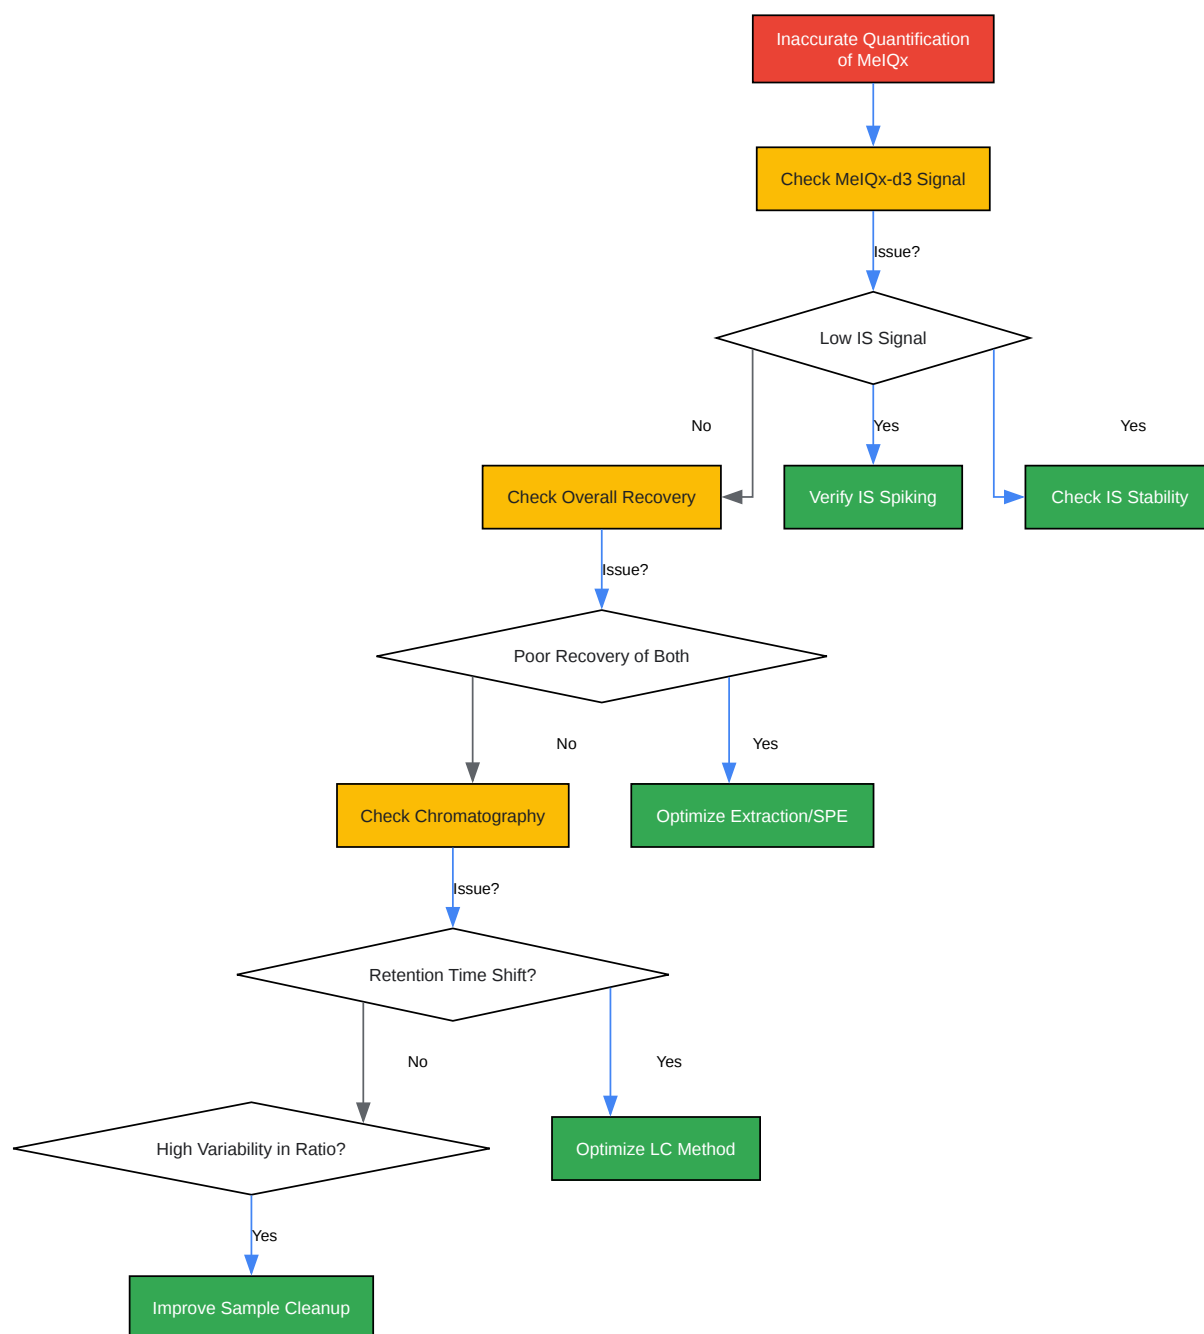 Inaccurate Quantification
of MeIQx
Check MeIQx-d3 Signal
Issue?
Low IS Signal
No
Yes
Yes
Check Overall Recovery
Verify IS Spiking
Check IS Stability
Issue?
Poor Recovery of Both
No
Yes
Check Chromatography
Optimize Extraction/SPE
Issue?
Retention Time Shift?
No
Yes
High Variability in Ratio?
Optimize LC Method
Yes
Improve Sample Cleanup